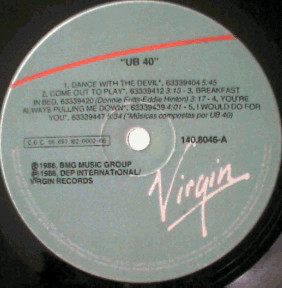 "UB 40"
1. DANCE WITH THE DEVIL*, 63339404 5:45
2. COME OUT TO PLAY*, 63339412 3:13 - 3. BREAKFAST
IN BED, 63339420 (Donnie Fritts-Eddie Hinton) 3:17 - 4. YOU'RE
ALWAYS PULLING ME DOWN*, 63339439 4:01 - 5. I WOULD DO FOR
YOU*, 63339447 5:34 (*Músicas compostas por UB 40)
C.G.C.
140.8046-A
©1988, BMG MUSIC GROUP
℗1988, DEP INTERNATIONAL/
VIRGIN RECORDS
Virgin